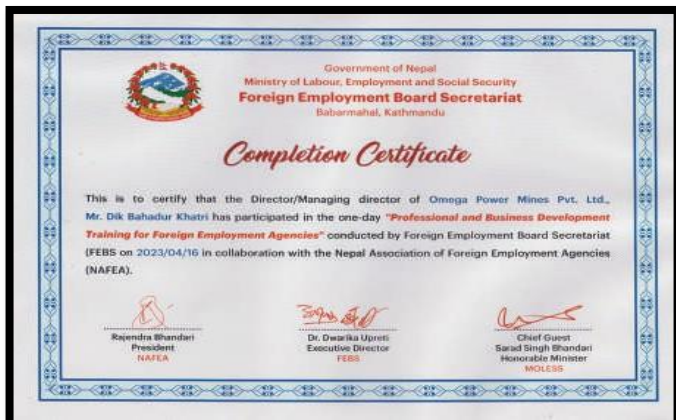 Government of Nepal
Ministry of Labour, Employment and Social Security
Foreign Employment Board Secretariat
Babarmahal, Kathmandu
Completion Certificate
This is to certify that the Director/Managing director of Omega Power Mines Pvt. Ltd.,
Mr. Dik Bahadur Khatri has participated in the one-day "Professional and Business Development
Training for Foreign Employment Agencies" conducted by Foreign Employment Board Secretariat
(FEBS on 2023/04/16 in collaboration with the Nepal Association of Foreign Employment Agencies
(NAFEA).
Rajendra Bhandari
President
NAFEA
Dr. Dwarika Upreti
Executive Director
FEBS
Chief Guest
Sarad Singh Bhandari
Honorable Minister
MOLESS